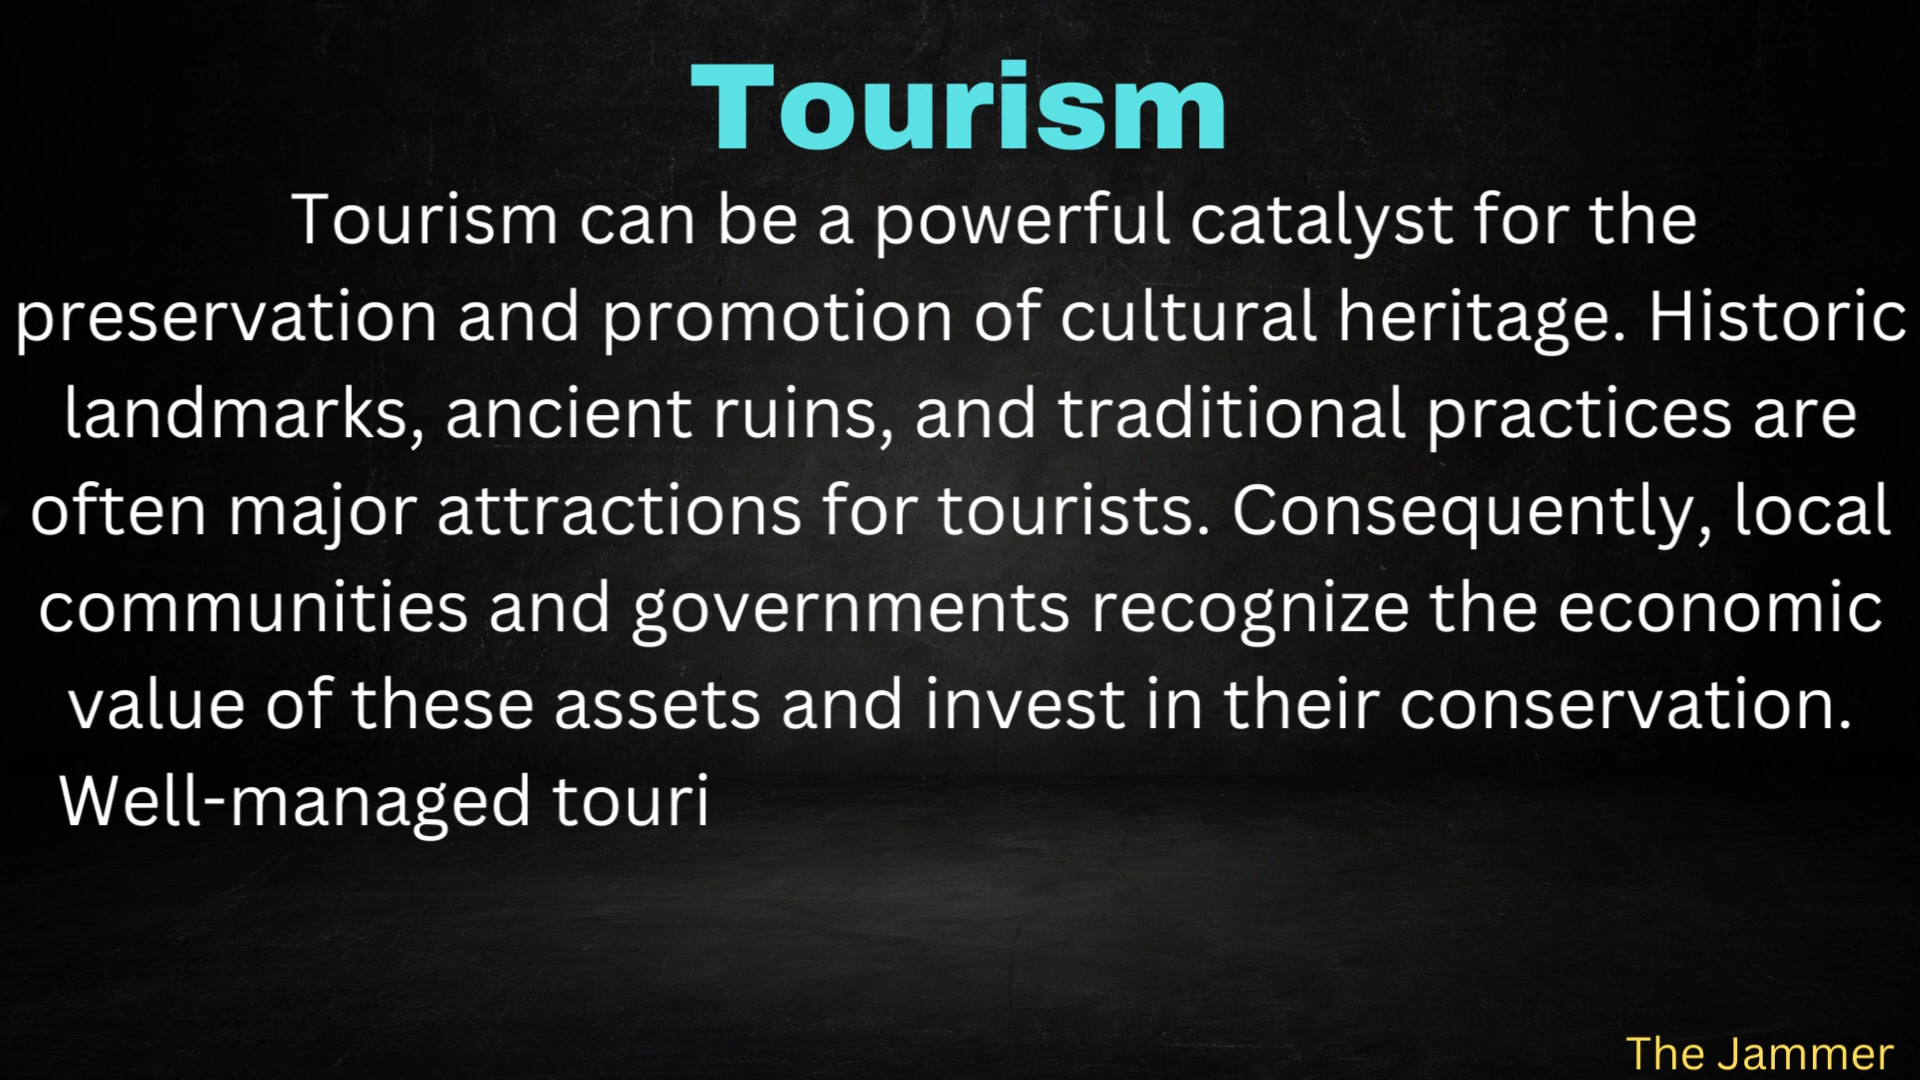 Tourism
Tourism can be a powerful catalyst for the
preservation and promotion of cultural heritage. Historic
landmarks, ancient ruins, and traditional practices are
often major attractions for tourists. Consequently, local
communities and governments recognize the economic
value of these assets and invest in their conservation.
Well-managed touri
The Jammer